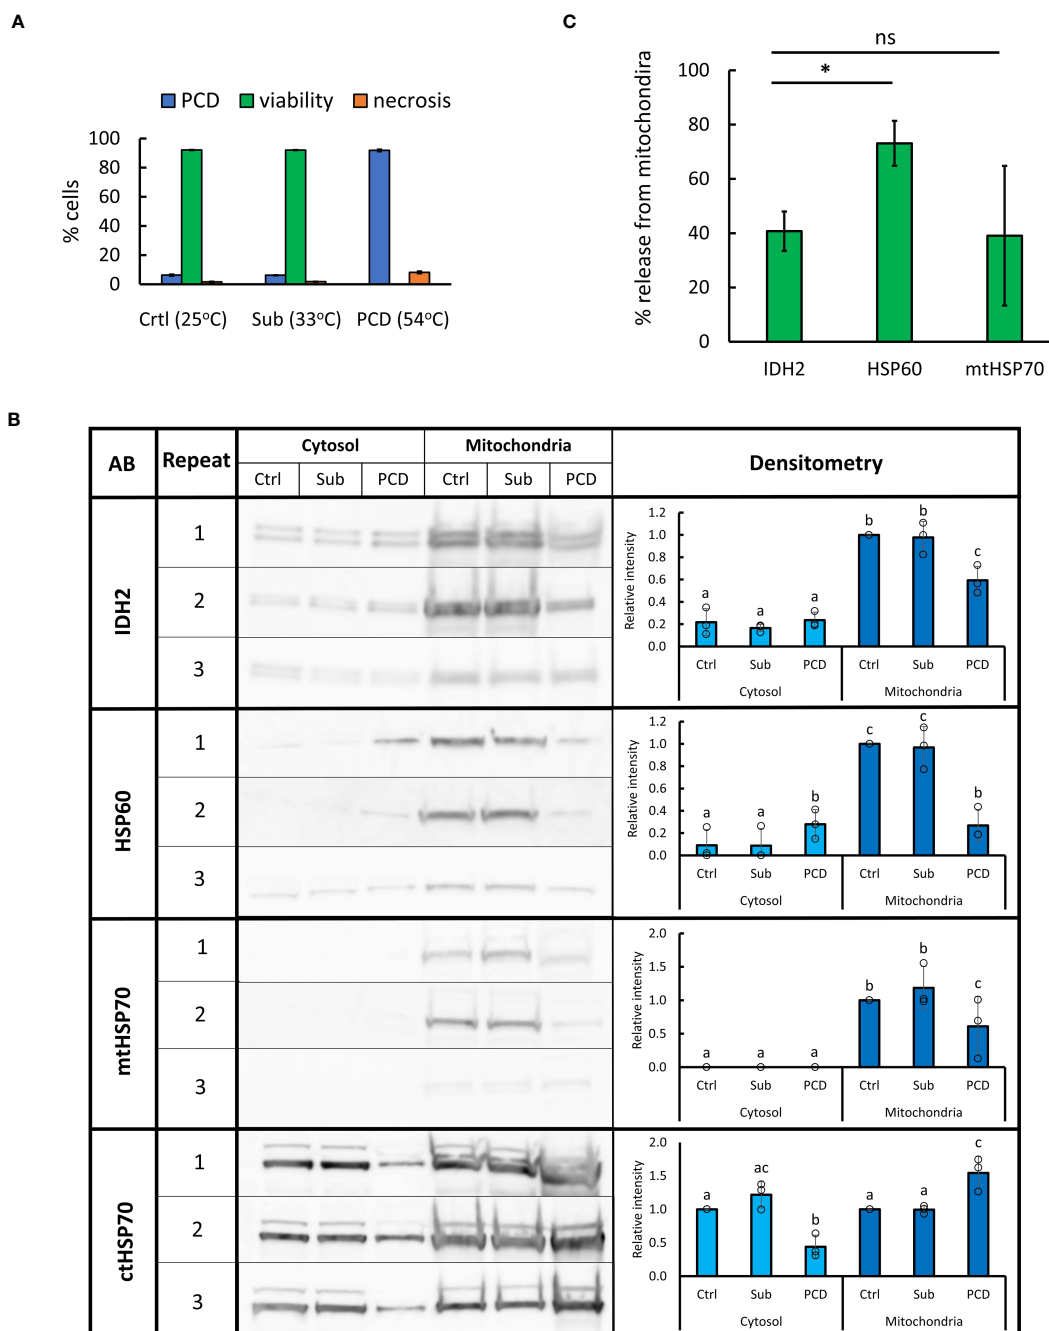 A
PCD viability necrosis
% cells
100
80
60
40
20
0
Crtl (25°C) Sub (33°C) PCD (54°C)
C
ns
*
% release from mitochondira
100
80
60
40
20
0
IDH2 HSP60 mtHSP70
B
AB Repeat Cytosol Mitochondria Densitometry
Ctrl Sub PCD Ctrl Sub PCD
IDH2
1
2
3
Relative intensity
1.2
1.0
0.8
0.6
0.4
0.2
0.0
a a a b b c
Ctrl Sub PCD Ctrl Sub PCD
Cytosol Mitochondria
HSP60
1
2
3
Relative intensity
1.2
1.0
0.8
0.6
0.4
0.2
0.0
a a b c c b
Ctrl Sub PCD Ctrl Sub PCD
Cytosol Mitochondria
mtHSP70
1
2
3
Relative intensity
2.0
1.5
1.0
0.5
0.0
a a a b b c
Ctrl Sub PCD Ctrl Sub PCD
Cytosol Mitochondria
ctHSP70
1
2
3
Relative intensity
2.0
1.5
1.0
0.5
0.0
a ac b a a c
Ctrl Sub PCD Ctrl Sub PCD
Cytosol Mitochondria